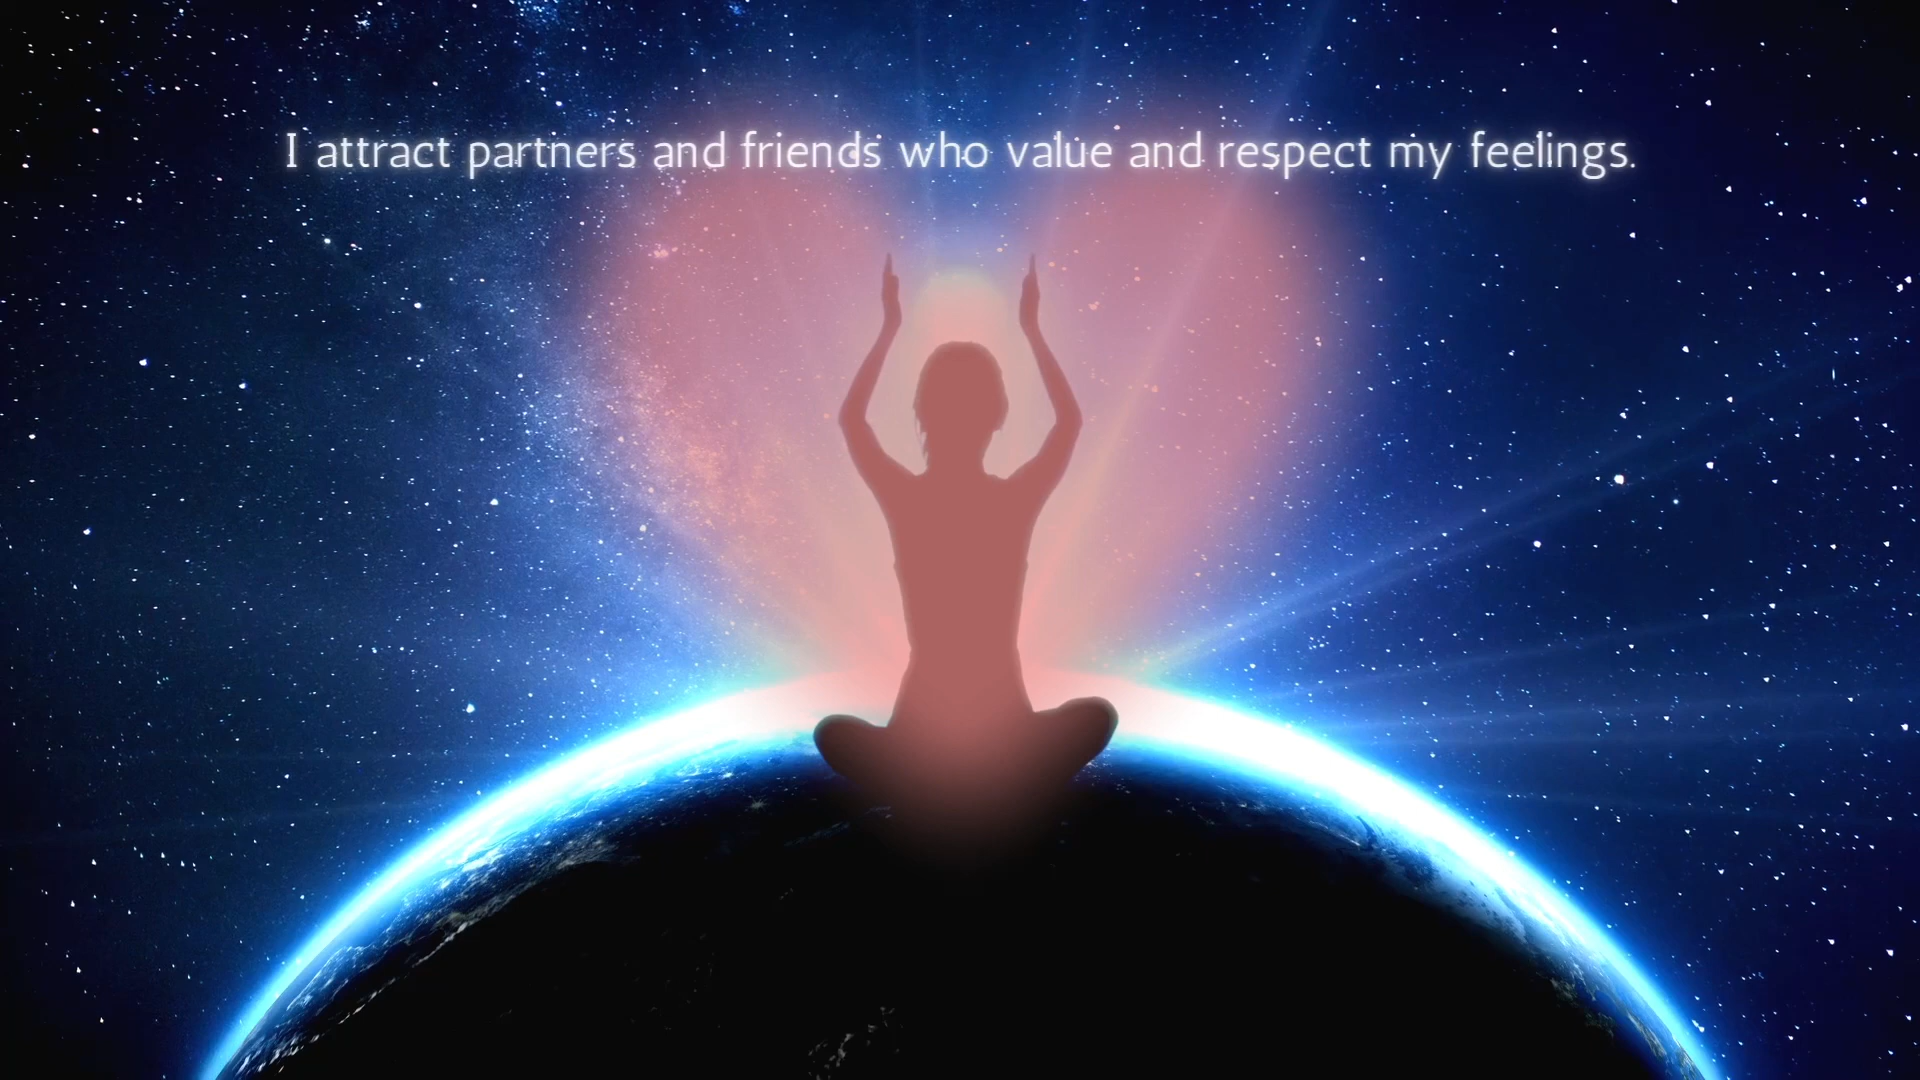 I attract partners and friends who value and respect my feelings.